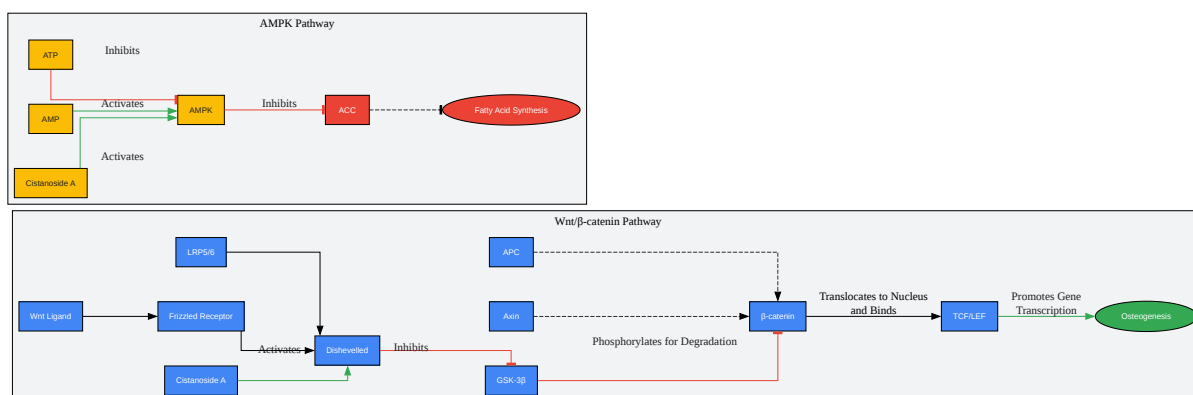 AMPK Pathway
ATP
Inhibits
AMP
Activates
AMPK
Inhibits
ACC
Fatty Acid Synthesis
Activates
Cistanoside A
Wnt/β-catenin Pathway
LRP5/6
APC
Wnt Ligand
Frizzled Receptor
Axin
β-catenin
Translocates to Nucleus
and Binds
TCF/LEF
Promotes Gene
Transcription
Osteogenesis
Activates
Dishevelled
Inhibits
Phosphorylates for Degradation
Cistanoside A
GSK-3β